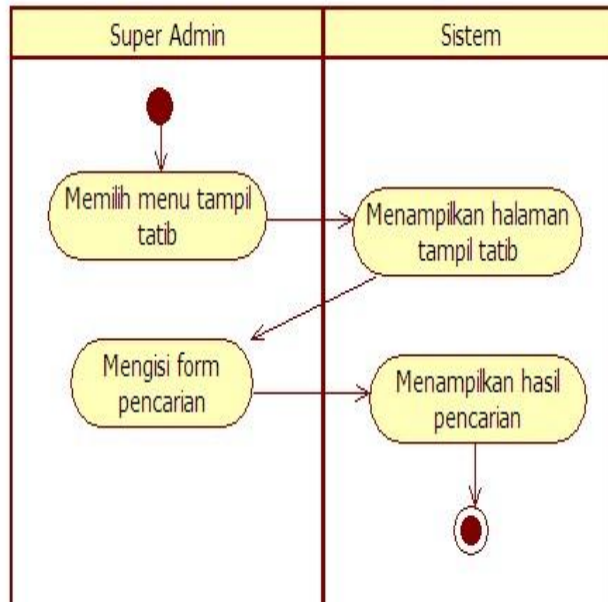 Super Admin
Sistem
Memilih menu tampil
tatib
Menampilkan halaman
tampil tatib
Mengisi form
pencarian
Menampilkan hasil
pencarian